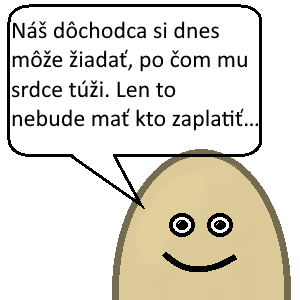 Náš dôchodca si dnes
môže žiadať, po čom mu
srdce túži. Len to
nebude mať kto zaplatiť...